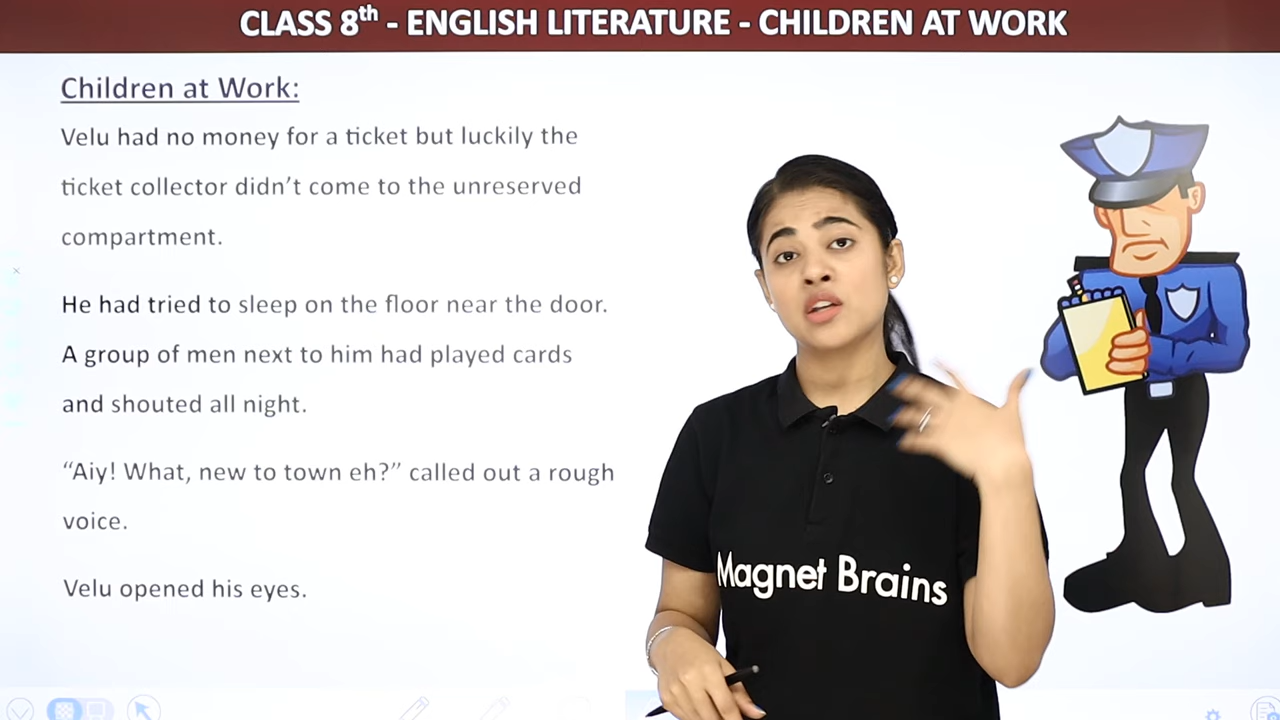 CLASS 8th - ENGLISH LITERATURE - CHILDREN AT WORK
Children at Work:
Velu had no money for a ticket but luckily the
ticket collector didn’t come to the unreserved
compartment.
He had tried to sleep on the floor near the door.
A group of men next to him had played cards
and shouted all night.
“Aiy! What, new to town eh?” called out a rough
voice.
Velu opened his eyes.
Magnet Brains